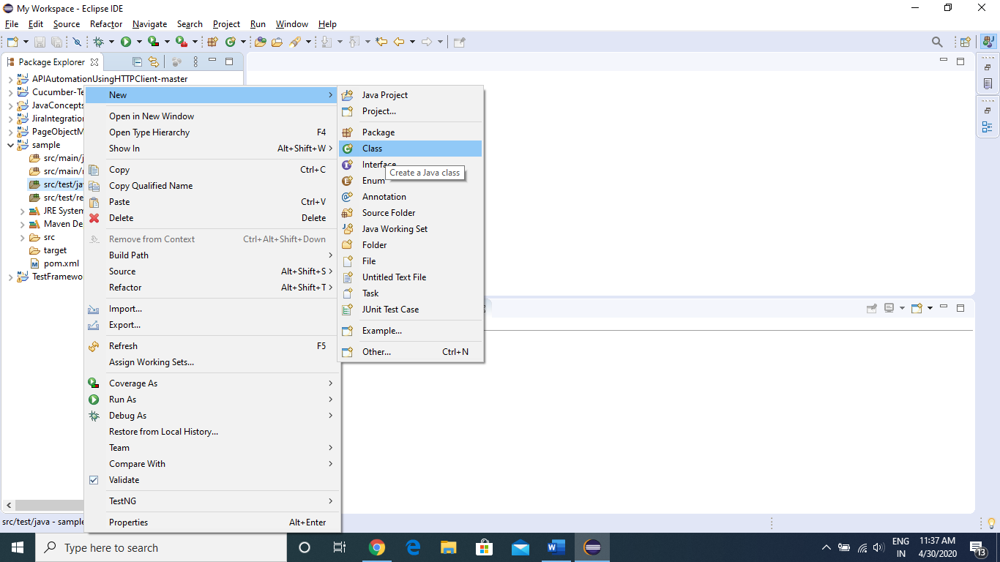 My Workspace - Eclipse IDE
File Edit Source Refactor Navigate Search Project Run Window Help
Package Explorer
APIAutomationUsingHTTPClient-master
Cucumber-Te
JavaConcepts
JiraIntegration
PageObjectM
sample
src/main/j
src/main/r
src/test/jav
src/test/re
JRE System
Maven De
src
target
pom.xml
TestFramewo
New
Open in New Window
Open Type Hierarchy F4
Show In Alt+Shift+W
Copy Ctrl+C
Copy Qualified Name
Paste Ctrl+V
Delete Delete
Remove from Context Ctrl+Alt+Shift+Down
Build Path
Source Alt+Shift+S
Refactor Alt+Shift+T
Import...
Export...
Refresh F5
Assign Working Sets...
Coverage As
Run As
Debug As
Restore from Local History...
Team
Compare With
Validate
TestNG
Properties Alt+Enter
Java Project
Project...
Package
Class
Interface
Create a Java class
Enum
Annotation
Source Folder
Java Working Set
Folder
File
Untitled Text File
Task
JUnit Test Case
Example...
Other... Ctrl+N
src/test/java - sample
Type here to search
ENG
IN
11:37 AM
4/30/2020
13